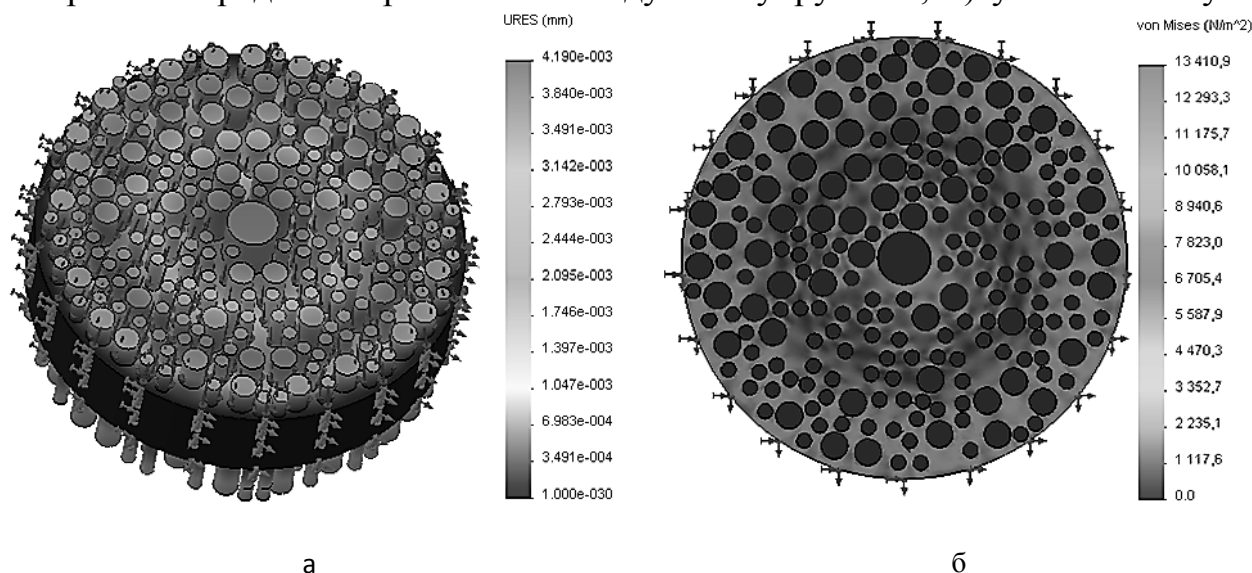 URES (mm)
4.190e-003
3.840e-003
3.491e-003
3.142e-003
2.793e-003
2.444e-003
2.095e-003
1.746e-003
1.397e-003
1.047e-003
6.983e-004
3.491e-004
1.000e-030
von Mises (N/m^2)
13 410,9
12 293,3
11 175,7
10 058,1
8 940,6
7 823,0
6 705,4
5 587,9
4 470,3
3 352,7
2 235,1
1 117,6
0.0
а
б